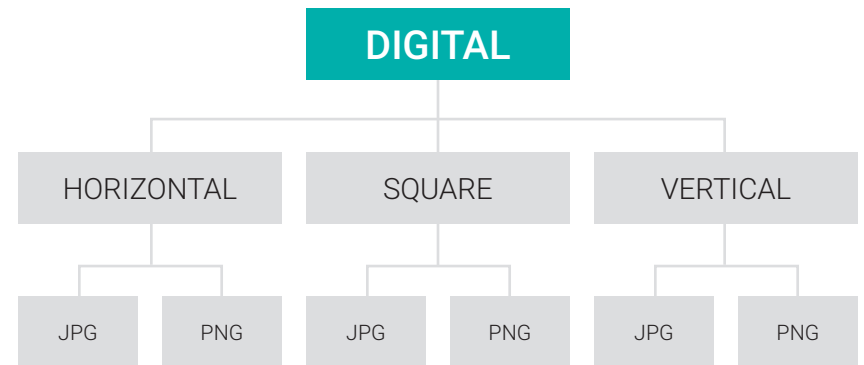 DIGITAL
HORIZONTAL SQUARE VERTICAL
JPG PNG JPG PNG JPG PNG